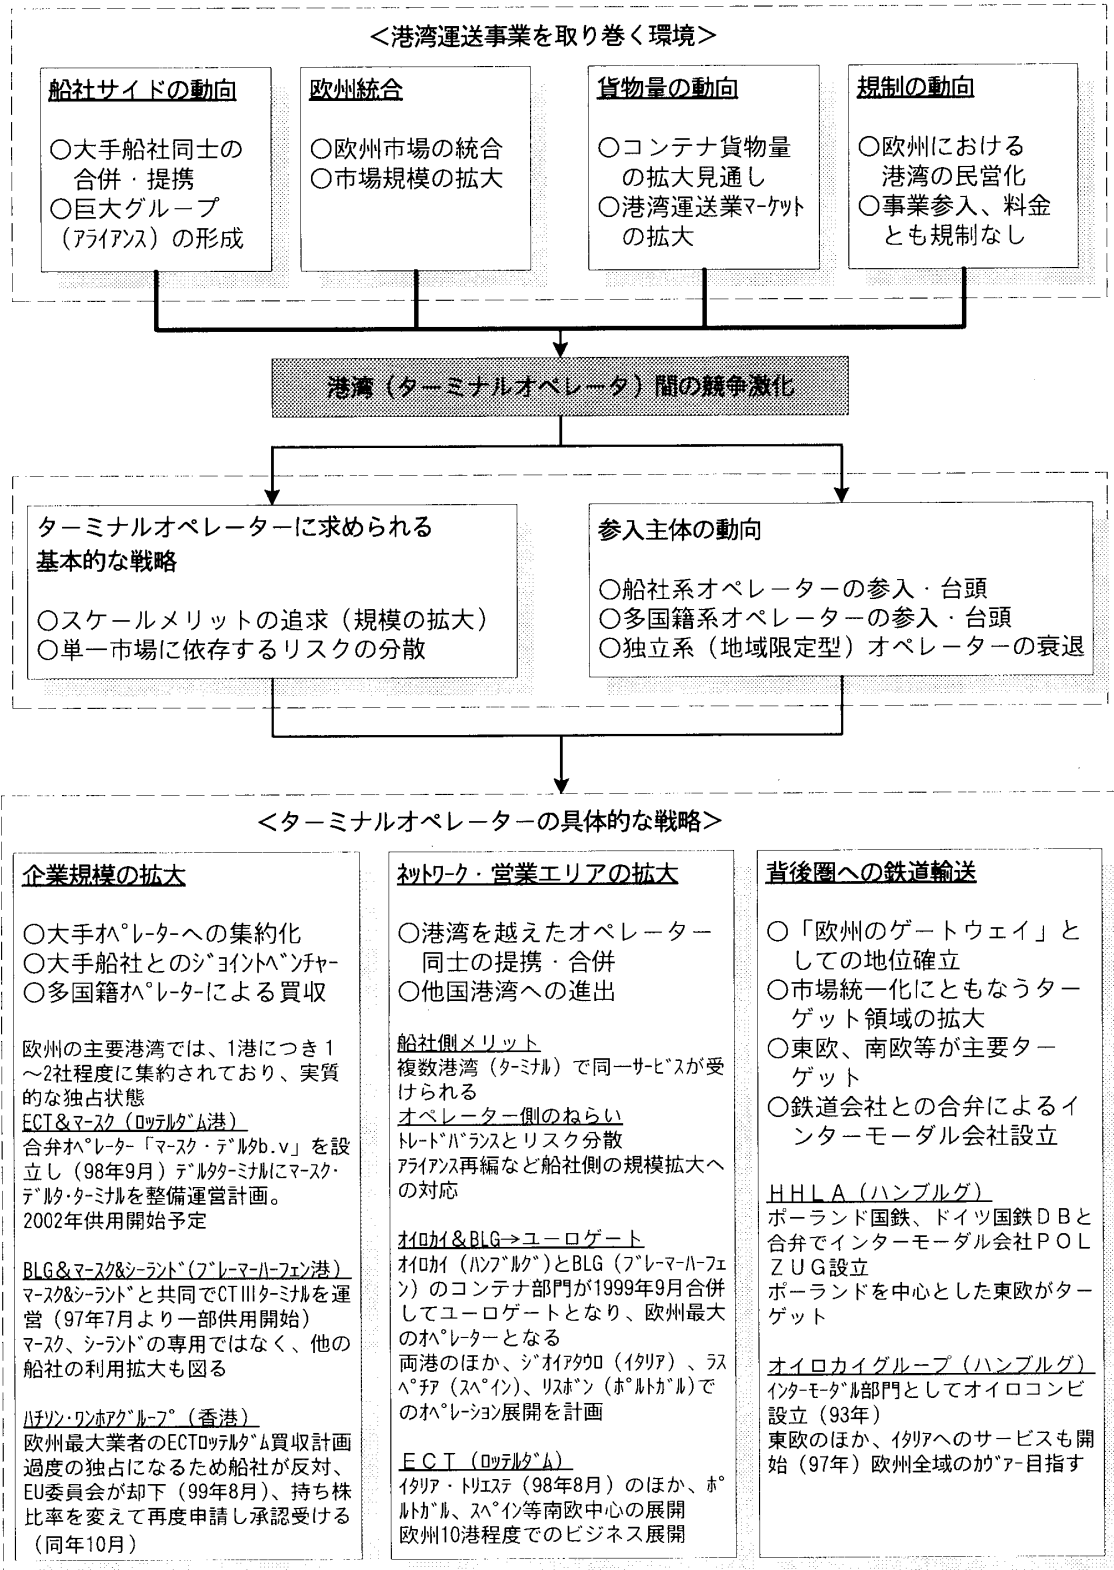 ＜港湾運送事業を取り巻く環境＞
船社サイドの動向
○大手船社同士の
合併・提携
○巨大グループ
（ｱﾗｲｱﾝｽ）の形成
欧州統合
○欧州市場の統合
○市場規模の拡大
貨物量の動向
○コンテナ貨物量
の拡大見通し
○港湾運送業ﾏｰｹｯﾄ
の拡大
規制の動向
○欧州における
港湾の民営化
○事業参入、料金
とも規制なし
港湾（ターミナルオペレータ）間の競争激化
ターミナルオペレーターに求められる
基本的な戦略
○スケールメリットの追求（規模の拡大）
○単一市場に依存するリスクの分散
参入主体の動向
○船社系オペレーターの参入・台頭
○多国籍系オペレーターの参入・台頭
○独立系（地域限定型）オペレーターの衰退
＜ターミナルオペレーターの具体的な戦略＞
企業規模の拡大
○大手ｵﾍﾟﾚｰﾀｰへの集約化
○大手船社とのｼﾞｮｲﾝﾄﾍﾞﾝﾁｬｰ
○多国籍ｵﾍﾟﾚｰﾀｰによる買収
欧州の主要港湾では、1港につき1
～2社程度に集約されており、実質
的な独占状態
ECT&マースク（ﾛｯﾃﾙﾀﾞﾑ港）
合弁ｵﾍﾟﾚｰﾀｰ「マースク・デルタb.v」を設
立し（98年9月）ﾃﾞﾙﾀﾀｰﾐﾅﾙにﾏｰｽｸ･
ﾃﾞﾙﾀ･ﾀｰﾐﾅﾙを整備運営計画。
2002年供用開始予定
BLG&ﾏｰｽｸ&ｼｰﾗﾝﾄﾞ(ﾌﾞﾚｰﾏｰﾊｰﾌｪﾝ港)
ﾏｰｽｸ&ｼｰﾗﾝﾄﾞと共同でCTⅢﾀｰﾐﾅﾙを運
営（97年7月より一部供用開始）
ﾏｰｽｸ、ｼｰﾗﾝﾄﾞの専用ではなく、他の
船社の利用拡大も図る
ﾊﾁｿﾝ･ﾜﾝﾎﾟｱｸﾞﾙｰﾌﾟ（香港）
欧州最大業者のECTﾛｯﾃﾙﾀﾞﾑ買収計画
過度の独占になるため船社が反対、
EU委員会が却下（99年8月）、持ち株
比率を変えて再度申請し承認受ける
（同年10月）
ﾈｯﾄﾜｰｸ・営業エリアの拡大
○港湾を越えたオペレーター
同士の提携・合併
○他国港湾への進出
船社側メリット
複数港湾（ﾀｰﾐﾅﾙ）で同一ｻｰﾋﾞｽが受
けられる
オペレーター側のねらい
ﾄﾚｰﾄﾞﾊﾞﾗﾝｽとリスク分散
ｱﾗｲｱﾝｽ再編など船社側の規模拡大へ
の対応
ｵｲﾛｶｲ＆BLG→ユーロゲート
ｵｲﾛｶｲ（ﾊﾝﾌﾞﾙｸﾞ）とBLG（ﾌﾞﾚｰﾏｰﾊｰﾌｪ
ﾝ）のコンテナ部門が1999年9月合併
してユーロゲートとなり、欧州最大
のｵﾍﾟﾚｰﾀｰとなる
両港のほか、ｼﾞｵｲｱﾀｳﾛ（ｲﾀﾘｱ）、ﾗｽ
ﾍﾟﾁｱ（ｽﾍﾟｲﾝ）、ﾘｽﾎﾞﾝ（ﾎﾟﾙﾄｶﾞﾙ）で
のｵﾍﾟﾚｰｼｮﾝ展開を計画
ＥＣＴ（ﾛｯﾃﾙﾀﾞﾑ）
ｲﾀﾘｱ・ﾄﾘｴｽﾃ（98年8月）のほか、ﾎﾟ
ﾙﾄｶﾞﾙ、ｽﾍﾟｲﾝ等南欧中心の展開
欧州10港程度でのビジネス展開
背後圏への鉄道輸送
○「欧州のゲートウェイ」と
しての地位確立
○市場統一化にともなうター
ゲット領域の拡大
○東欧、南欧等が主要ター
ゲット
○鉄道会社との合弁によるイ
ンターモーダル会社設立
ＨＨＬＡ（ハンブルグ）
ポーランド国鉄、ドイツ国鉄ＤＢと
合弁でインターモーダル会社ＰＯＬ
ＺＵＧ設立
ポーランドを中心とした東欧がター
ゲット
オイロカイグループ（ハンブルグ）
ｲﾝﾀｰﾓｰﾀﾞﾙ部門としてオイロコンビ
設立（93年）
東欧のほか、ｲﾀﾘｱへのサービスも開
始（97年）欧州全域のｶｳﾞｧｰ目指す